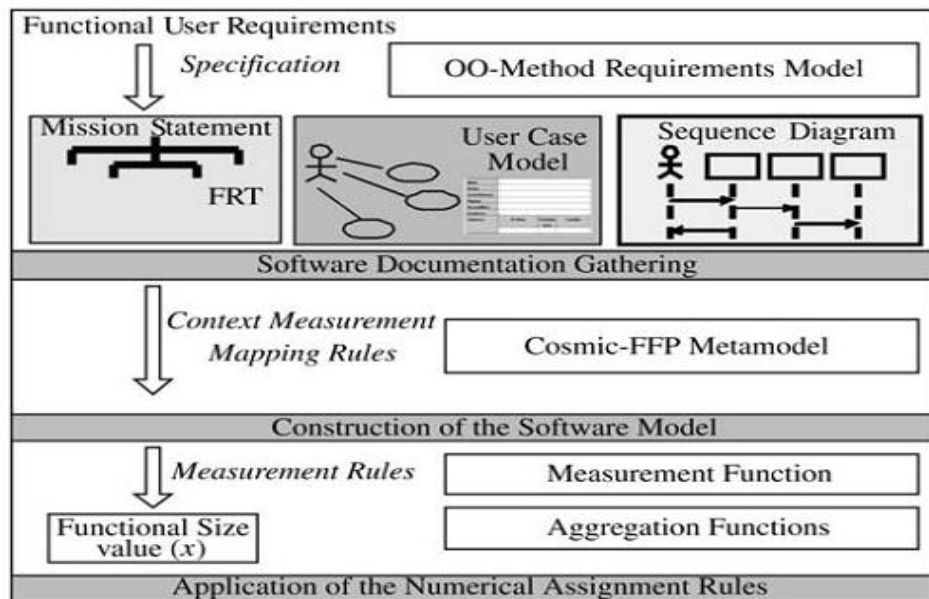 Functional User Requirements
Specification
OO-Method Requirements Model
Mission Statement
FRT
User Case
Model
Sequence Diagram
Software Documentation Gathering
Context Measurement
Mapping Rules
Cosmic-FFP Metamodel
Construction of the Software Model
Measurement Rules
Measurement Function
Functional Size
value (x)
Aggregation Functions
Application of the Numerical Assignment Rules